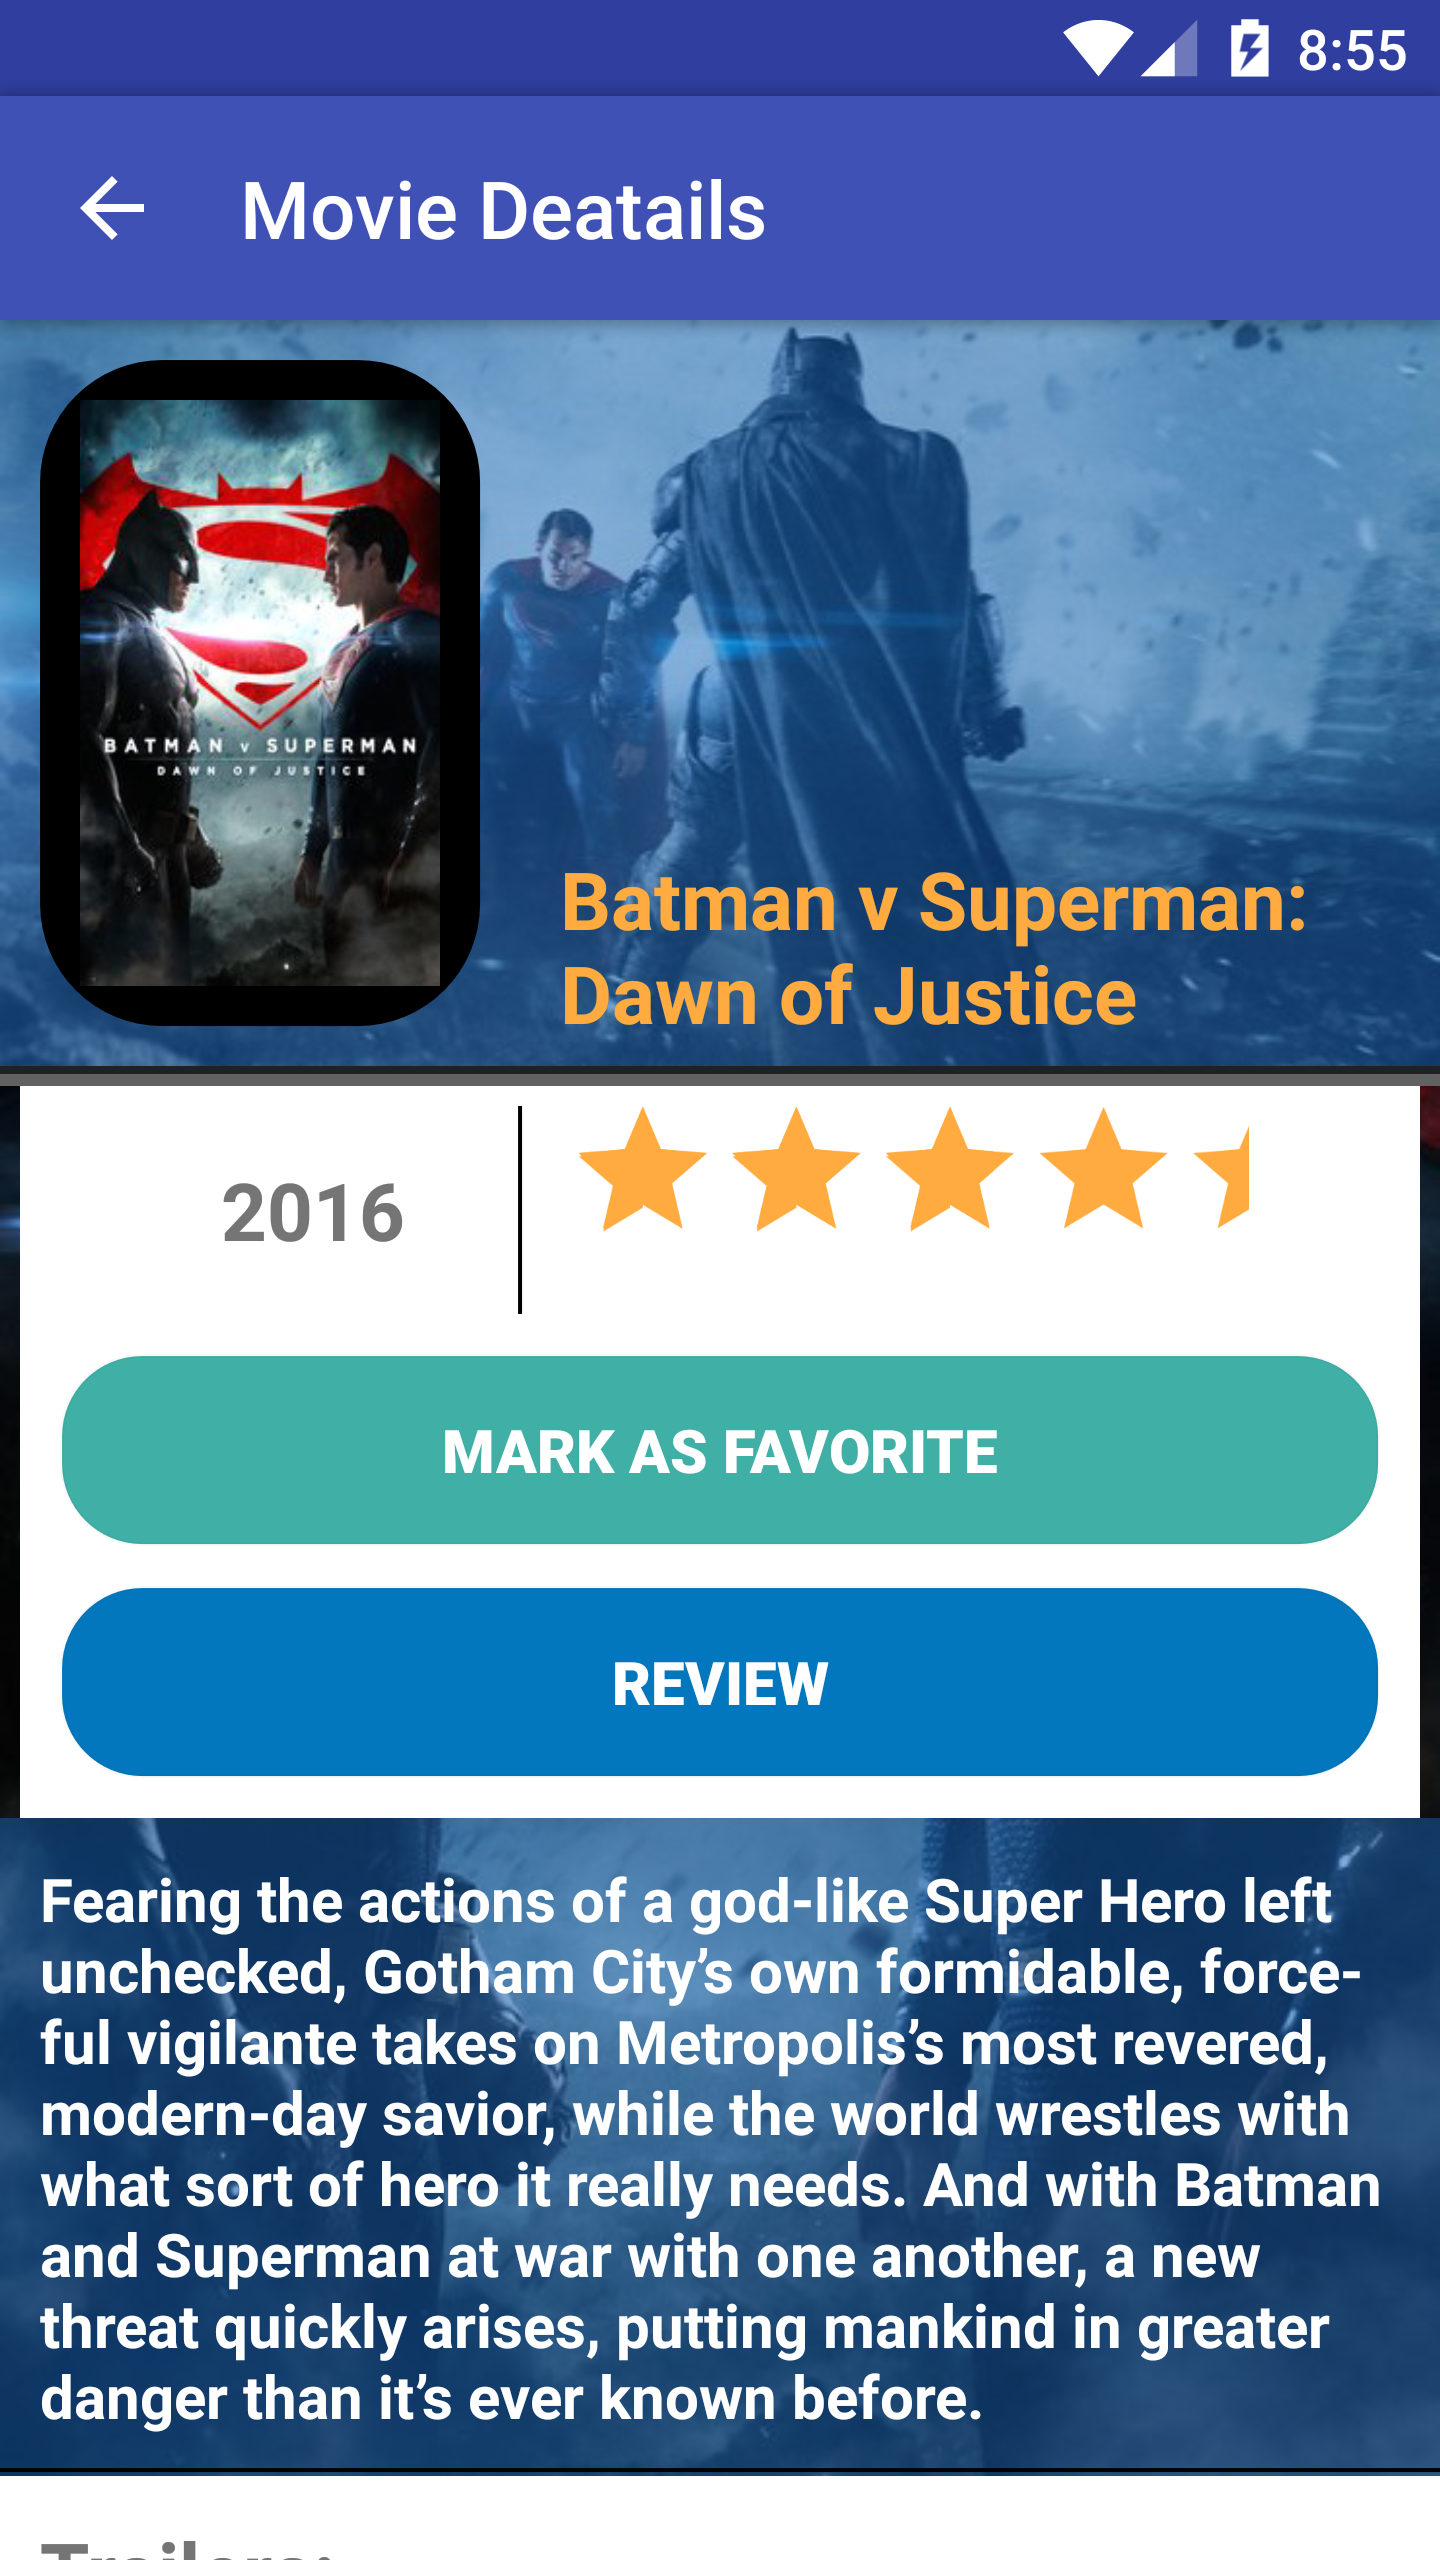 8:55
Movie Deatails
BATMAN v SUPERMAN
DAWN OF JUSTICE
Batman v Superman:
Dawn of Justice
2016
MARK AS FAVORITE
REVIEW
Fearing the actions of a god-like Super Hero left
unchecked, Gotham City’s own formidable, force-
ful vigilante takes on Metropolis’s most revered,
modern-day savior, while the world wrestles with
what sort of hero it really needs. And with Batman
and Superman at war with one another, a new
threat quickly arises, putting mankind in greater
danger than it’s ever known before.
Trailers: